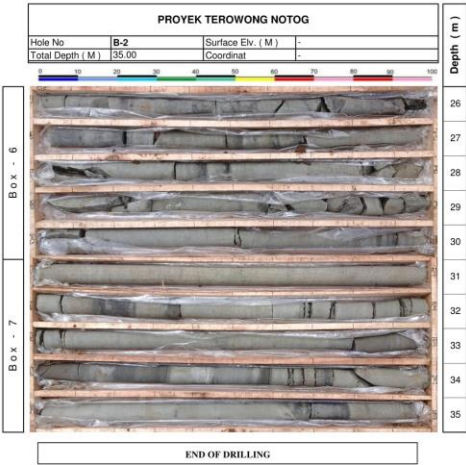 PROYEK TEROWONG NOTOG
Hole No B-2 Surface Elv. ( M ) -
Total Depth ( M ) 35.00 Coordinat -
0 10 20 30 40 50 60 70 80 90 100
Depth ( m )
Box - 6
26
27
28
29
30
Box - 7
31
32
33
34
35
END OF DRILLING